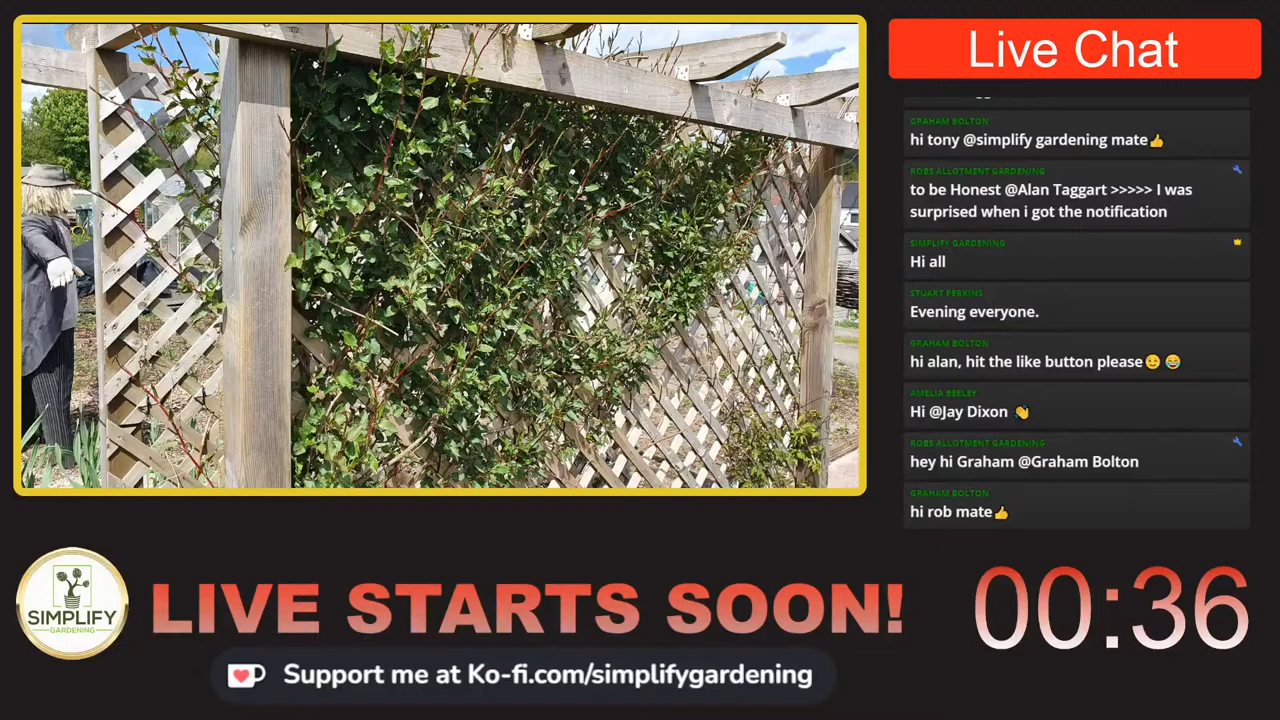 Live Chat
GRAHAM BOLTON
hi tony @simplify gardening mate👍
ROBS ALLOTMENT GARDENING
to be Honest @Alan Taggart >>>>> I was
surprised when i got the notification
SIMPLIFY GARDENING
Hi all
STUART PERKINS
Evening everyone.
GRAHAM BOLTON
hi alan, hit the like button please😉 😂
AMELIA BEELEY
Hi @Jay Dixon 👋
ROBS ALLOTMENT GARDENING
hey hi Graham @Graham Bolton
GRAHAM BOLTON
hi rob mate👍
SIMPLIFY
GARDENING
LIVE STARTS SOON!
00:36
Support me at Ko-fi.com/simplifygardening